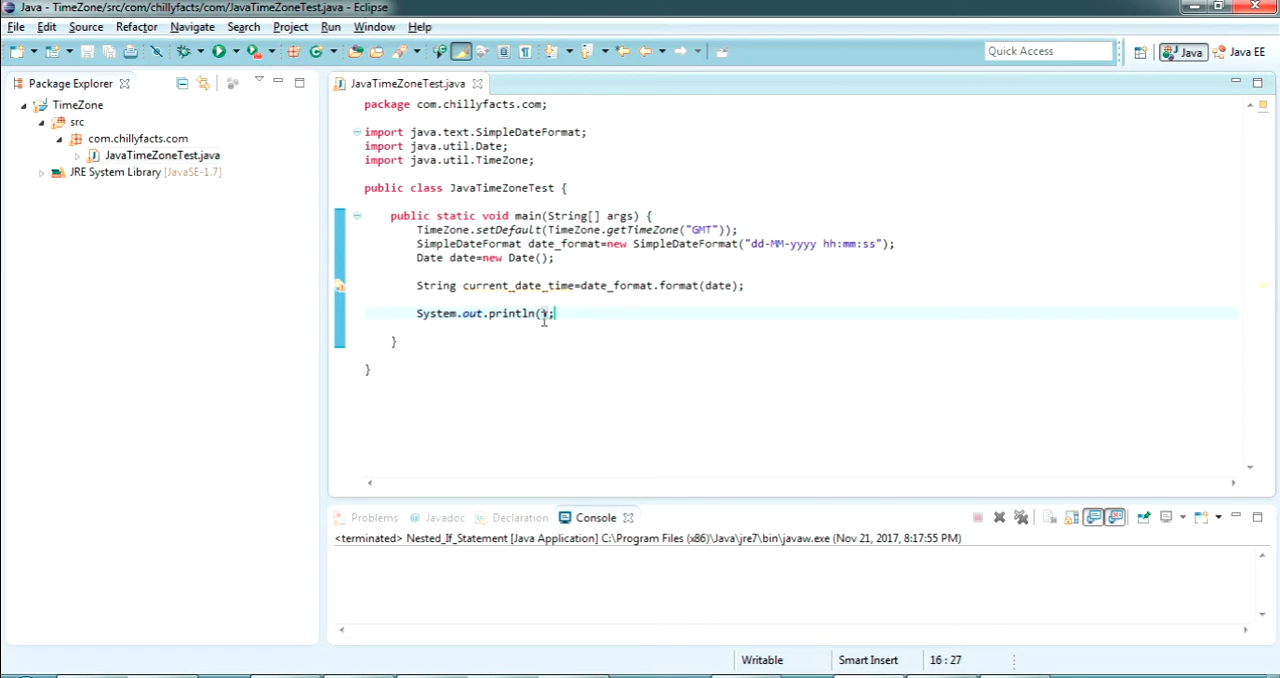 Java - TimeZone/src/com/chillyfacts/com/JavaTimeZoneTest.java - Eclipse
File Edit Source Refactor Navigate Search Project Run Window Help
Quick Access Java Java EE
Package Explorer
TimeZone
src
com.chillyfacts.com
JavaTimeZoneTest.java
JRE System Library [JavaSE-1.7]
JavaTimeZoneTest.java
package com.chillyfacts.com;
import java.text.SimpleDateFormat;
import java.util.Date;
import java.util.TimeZone;
public class JavaTimeZoneTest {
public static void main(String[] args) {
TimeZone.setDefault(TimeZone.getTimeZone("GMT"));
SimpleDateFormat date_format=new SimpleDateFormat("dd-MM-yyyy hh:mm:ss");
Date date=new Date();
String current_date_time=date_format.format(date);
System.out.println();
}
}
Problems Javadoc Declaration Console
<terminated> Nested_If_Statement [Java Application] C:\Program Files (x86)\Java\jre7\bin\javaw.exe (Nov 21, 2017, 8:17:55 PM)
Writable Smart Insert 16 : 27